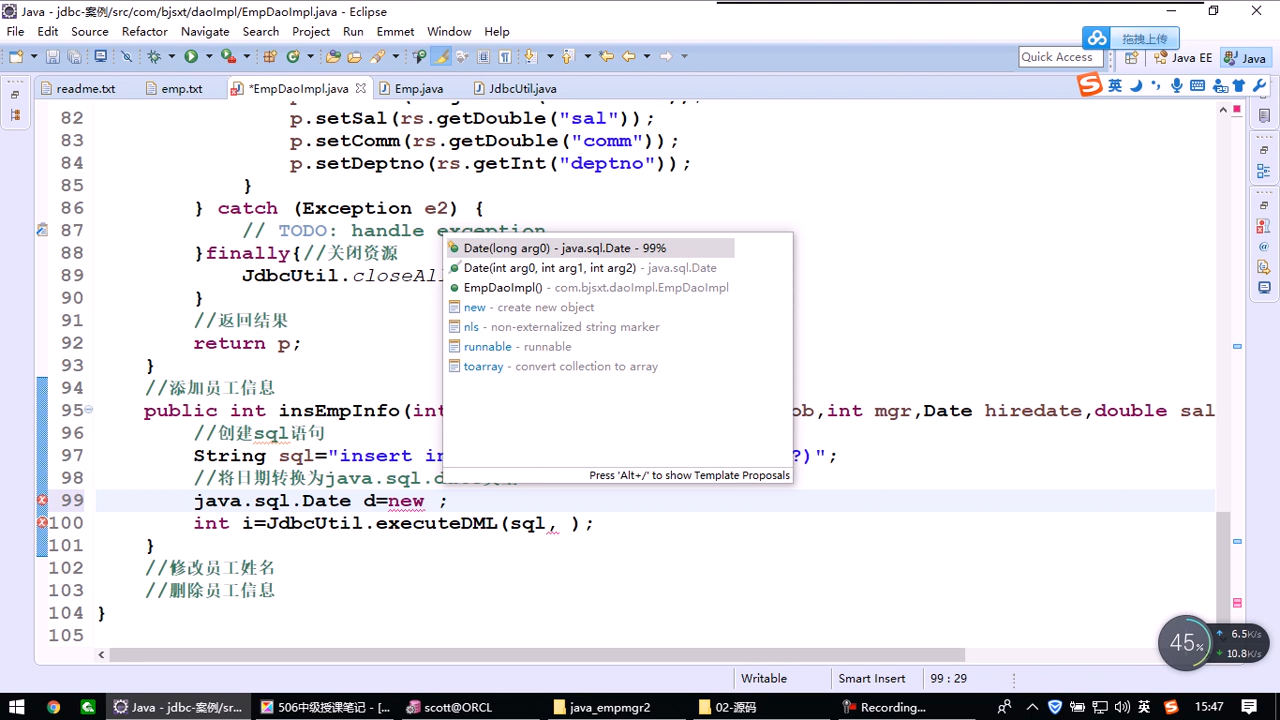 Java - jdbc-案例/src/com/bjsxt/daoImpl/EmpDaoImpl.java - Eclipse
File Edit Source Refactor Navigate Search Project Run Emmet Window Help
拖拽上传
Quick Access Java EE Java
英
readme.txt emp.txt *EmpDaoImpl.java Emp.java JdbcUtil.java
82 p.setSal(rs.getDouble("sal"));
83 p.setComm(rs.getDouble("comm"));
84 p.setDeptno(rs.getInt("deptno"));
85 }
86 } catch (Exception e2) {
87 // TODO: handle exception
88 }finally{//关闭资源
89 JdbcUtil.closeAll
90 }
91 //返回结果
92 return p;
93 }
94 //添加员工信息
95 public int insEmpInfo(int ob,int mgr,Date hiredate,double sal
96 //创建sql语句
97 String sql="insert in ?)";
98 //将日期转换为java.sql.
99 java.sql.Date d=new ;
100 int i=JdbcUtil.executeDML(sql, );
101 }
102 //修改员工姓名
103 //删除员工信息
104 }
105
Date(long arg0) - java.sql.Date - 99%
Date(int arg0, int arg1, int arg2) - java.sql.Date
EmpDaoImpl() - com.bjsxt.daoImpl.EmpDaoImpl
new - create new object
nls - non-externalized string marker
runnable - runnable
toarray - convert collection to array
Press 'Alt+/' to show Template Proposals
45%
6.5K/s
10.8K/s
Writable Smart Insert 99 : 29
Java - jdbc-案例/sr... 506中级授课笔记 - [... scott@ORCL java_empmgr2 02-源码 Recording... 英 15:47